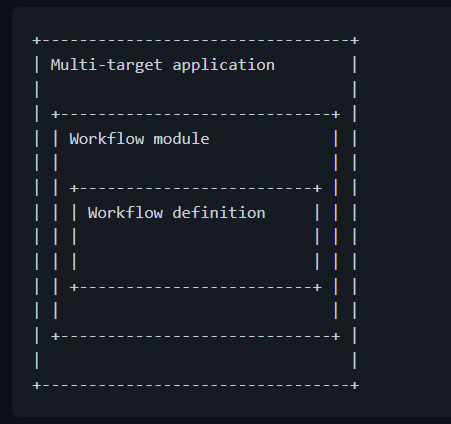 Multi-target application
Workflow module
Workflow definition